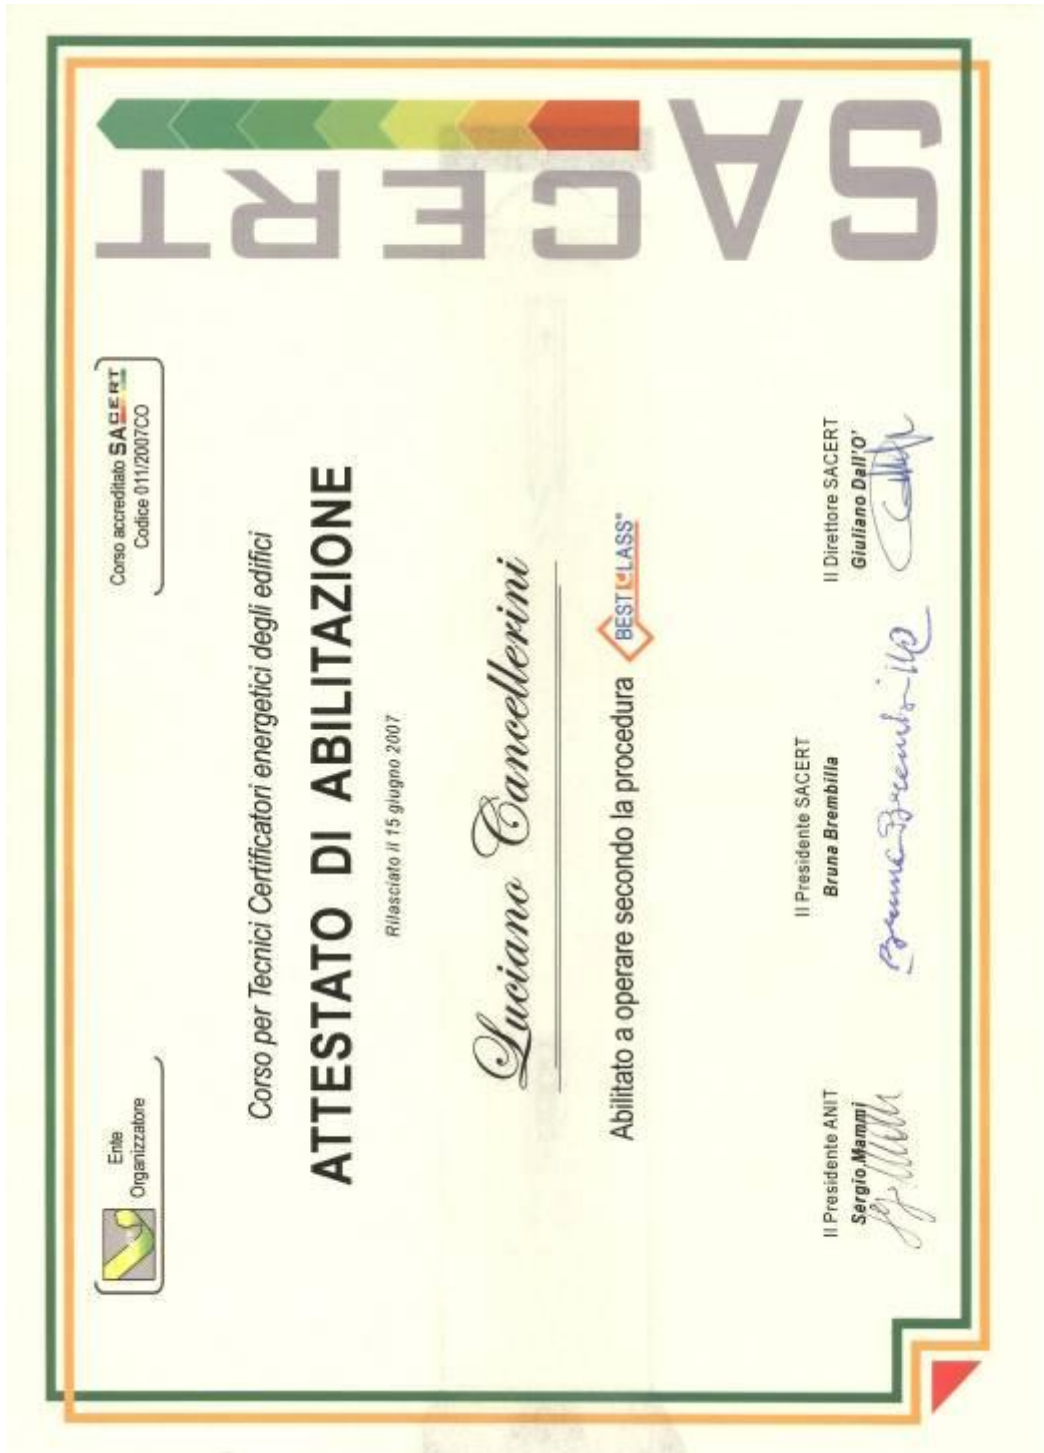 Ente
Organizzatore
Corso accreditato SACERT
Codice 011/2007CO
SACERT
Corso per Tecnici Certificatori energetici degli edifici
ATTESTATO DI ABILITAZIONE
Rilasciato il 15 giugno 2007
Luciano Cancellerini
Abilitato a operare secondo la procedura BEST CLASS®
Il Presidente ANIT
Sergio Mammi
Il Presidente SACERT
Bruna Brembilla
Bruna Brembilla
Il Direttore SACERT
Giuliano Dall'O'